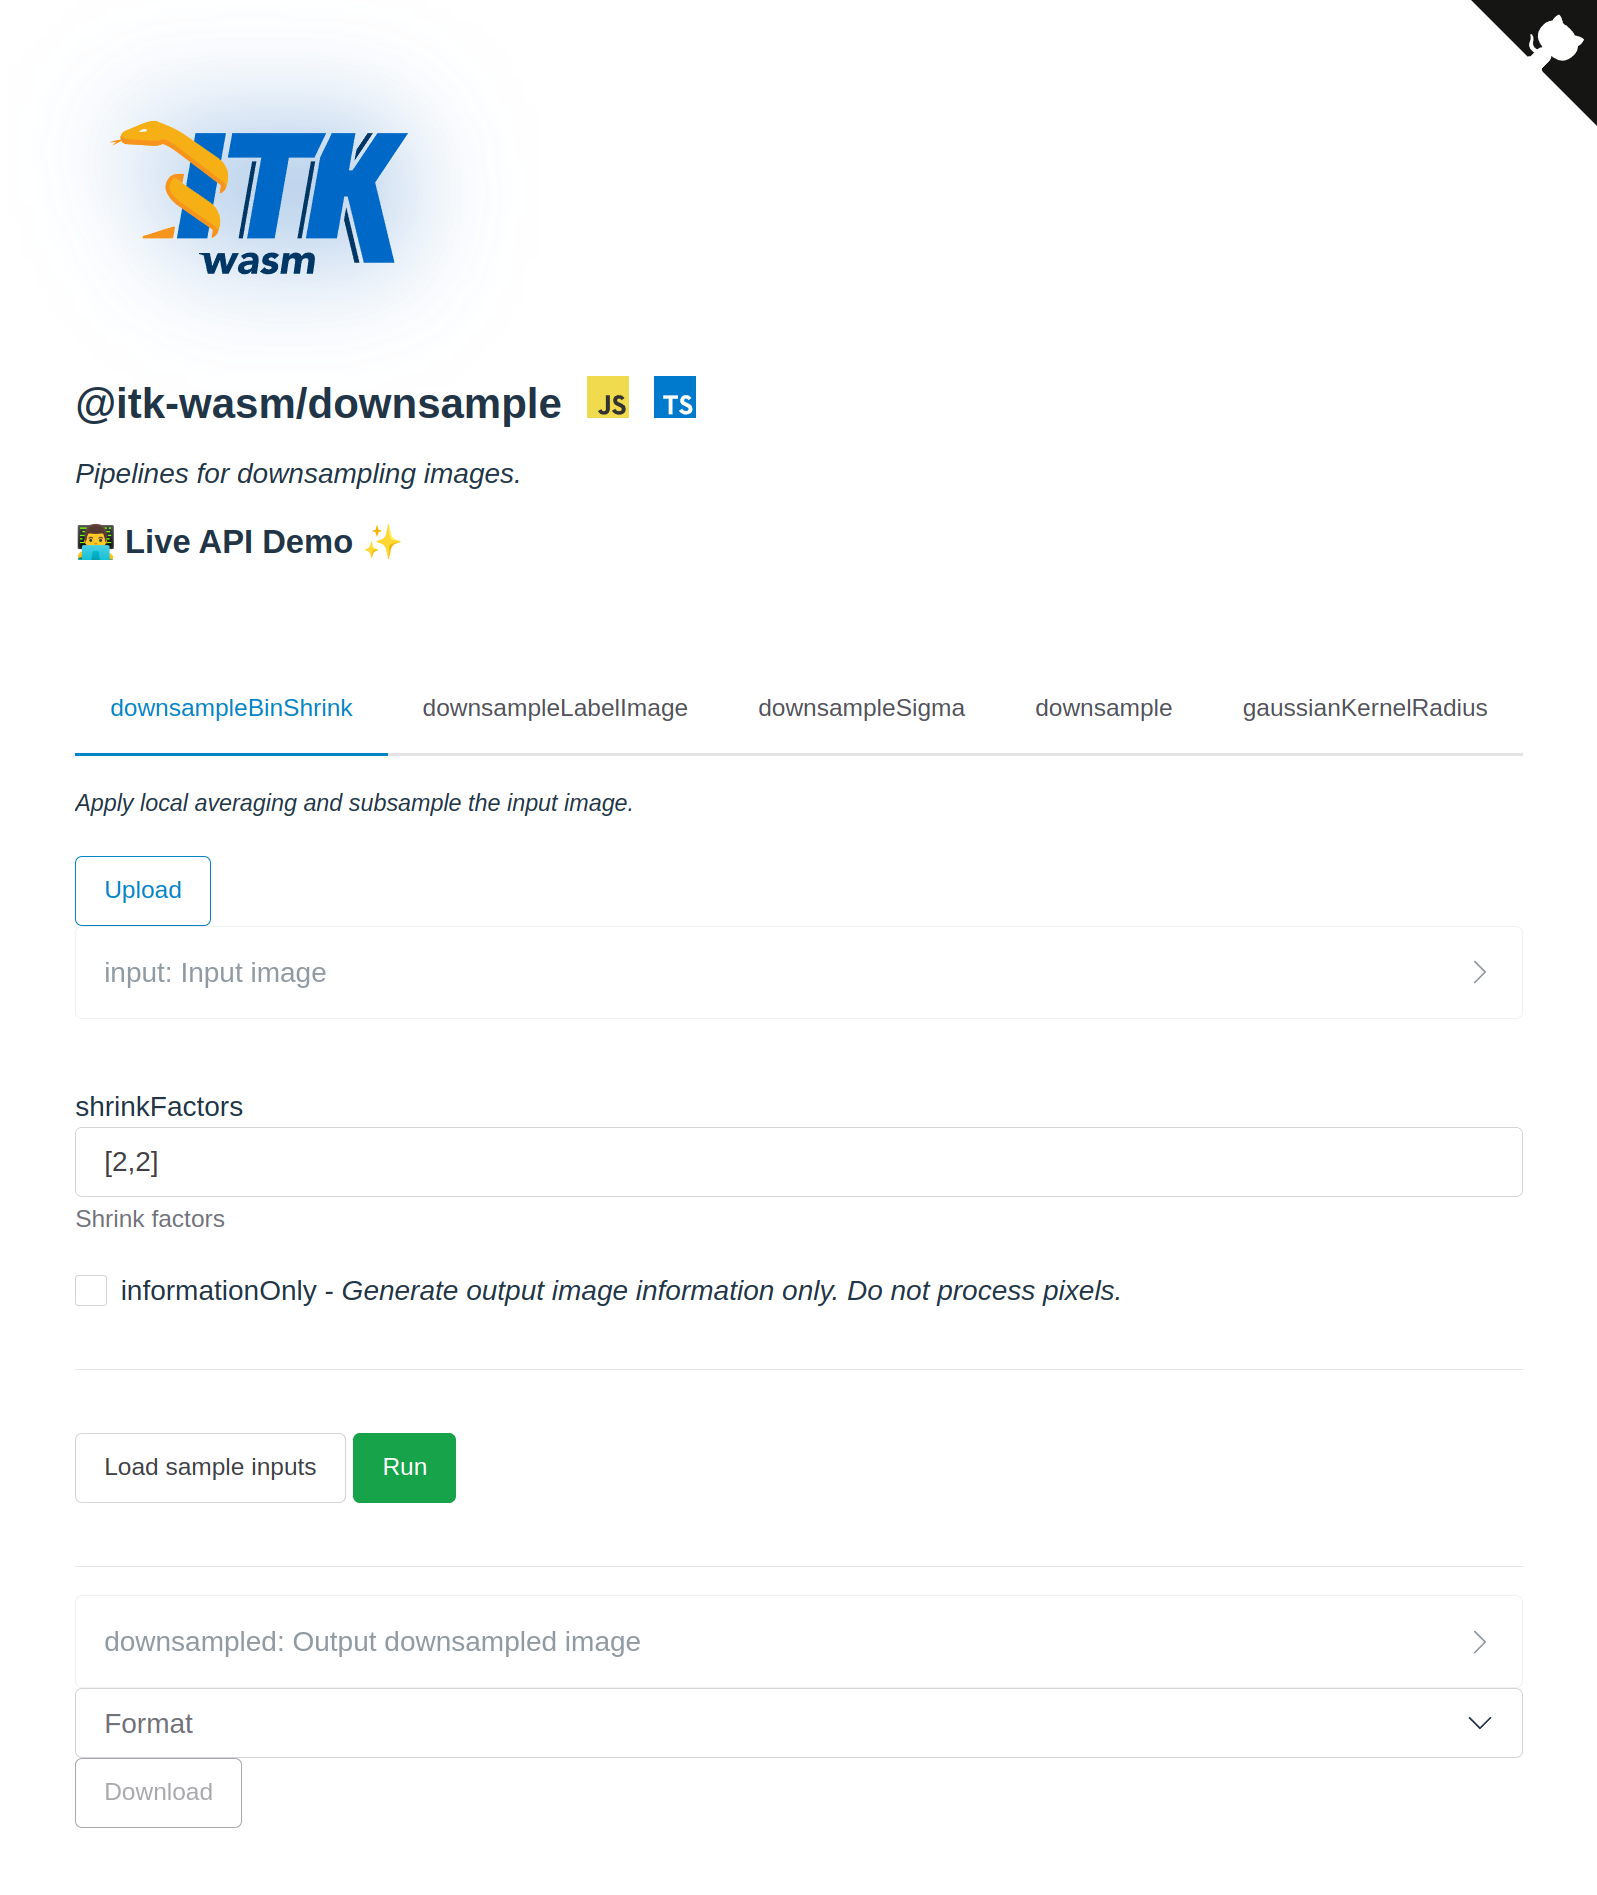 ITK
wasm
@itk-wasm/downsample JS TS
Pipelines for downsampling images.
👨‍💻 Live API Demo ✨
downsampleBinShrink downsampleLabelImage downsampleSigma downsample gaussianKernelRadius
Apply local averaging and subsample the input image.
Upload
input: Input image
shrinkFactors
[2,2]
Shrink factors
informationOnly - Generate output image information only. Do not process pixels.
Load sample inputs Run
downsampled: Output downsampled image
Format
Download